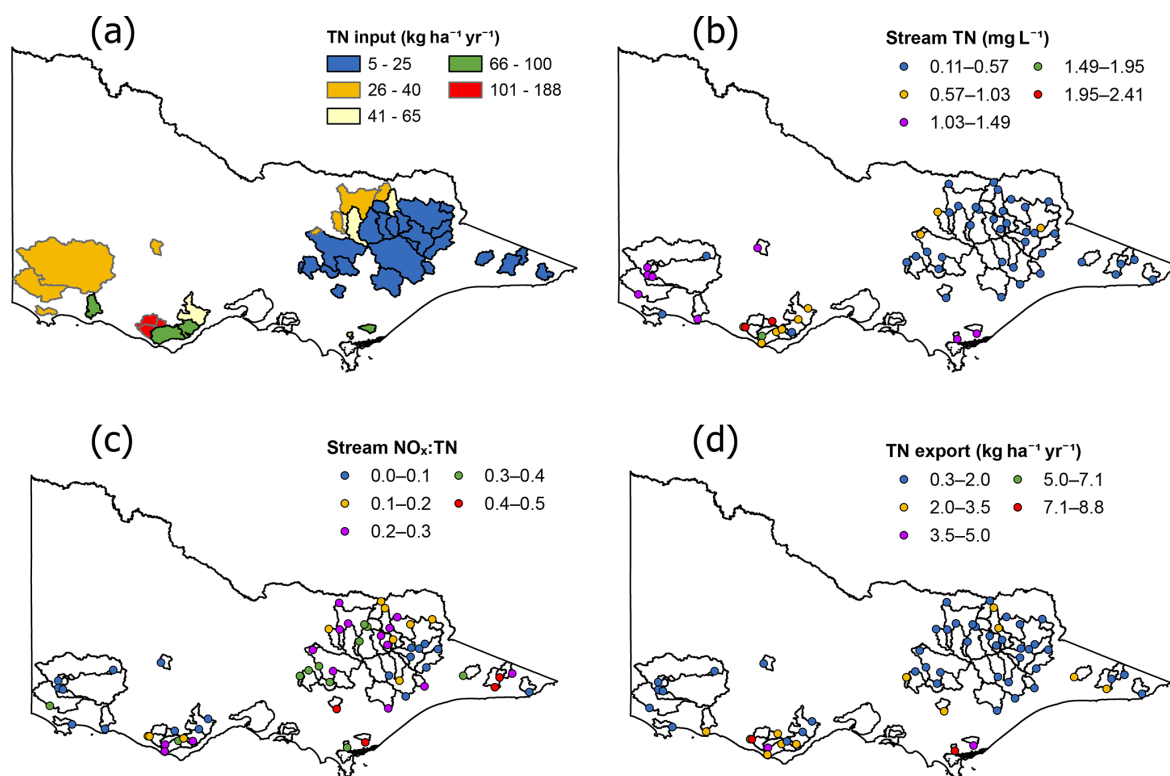 (a)
TN input (kg ha⁻¹ yr⁻¹)
5 - 25
66 - 100
26 - 40
101 - 188
41 - 65
(b)
Stream TN (mg L⁻¹)
0.11–0.57
1.49–1.95
0.57–1.03
1.95–2.41
1.03–1.49
(c)
Stream NOₓ:TN
0.0–0.1
0.3–0.4
0.1–0.2
0.4–0.5
0.2–0.3
(d)
TN export (kg ha⁻¹ yr⁻¹)
0.3–2.0
5.0–7.1
2.0–3.5
7.1–8.8
3.5–5.0